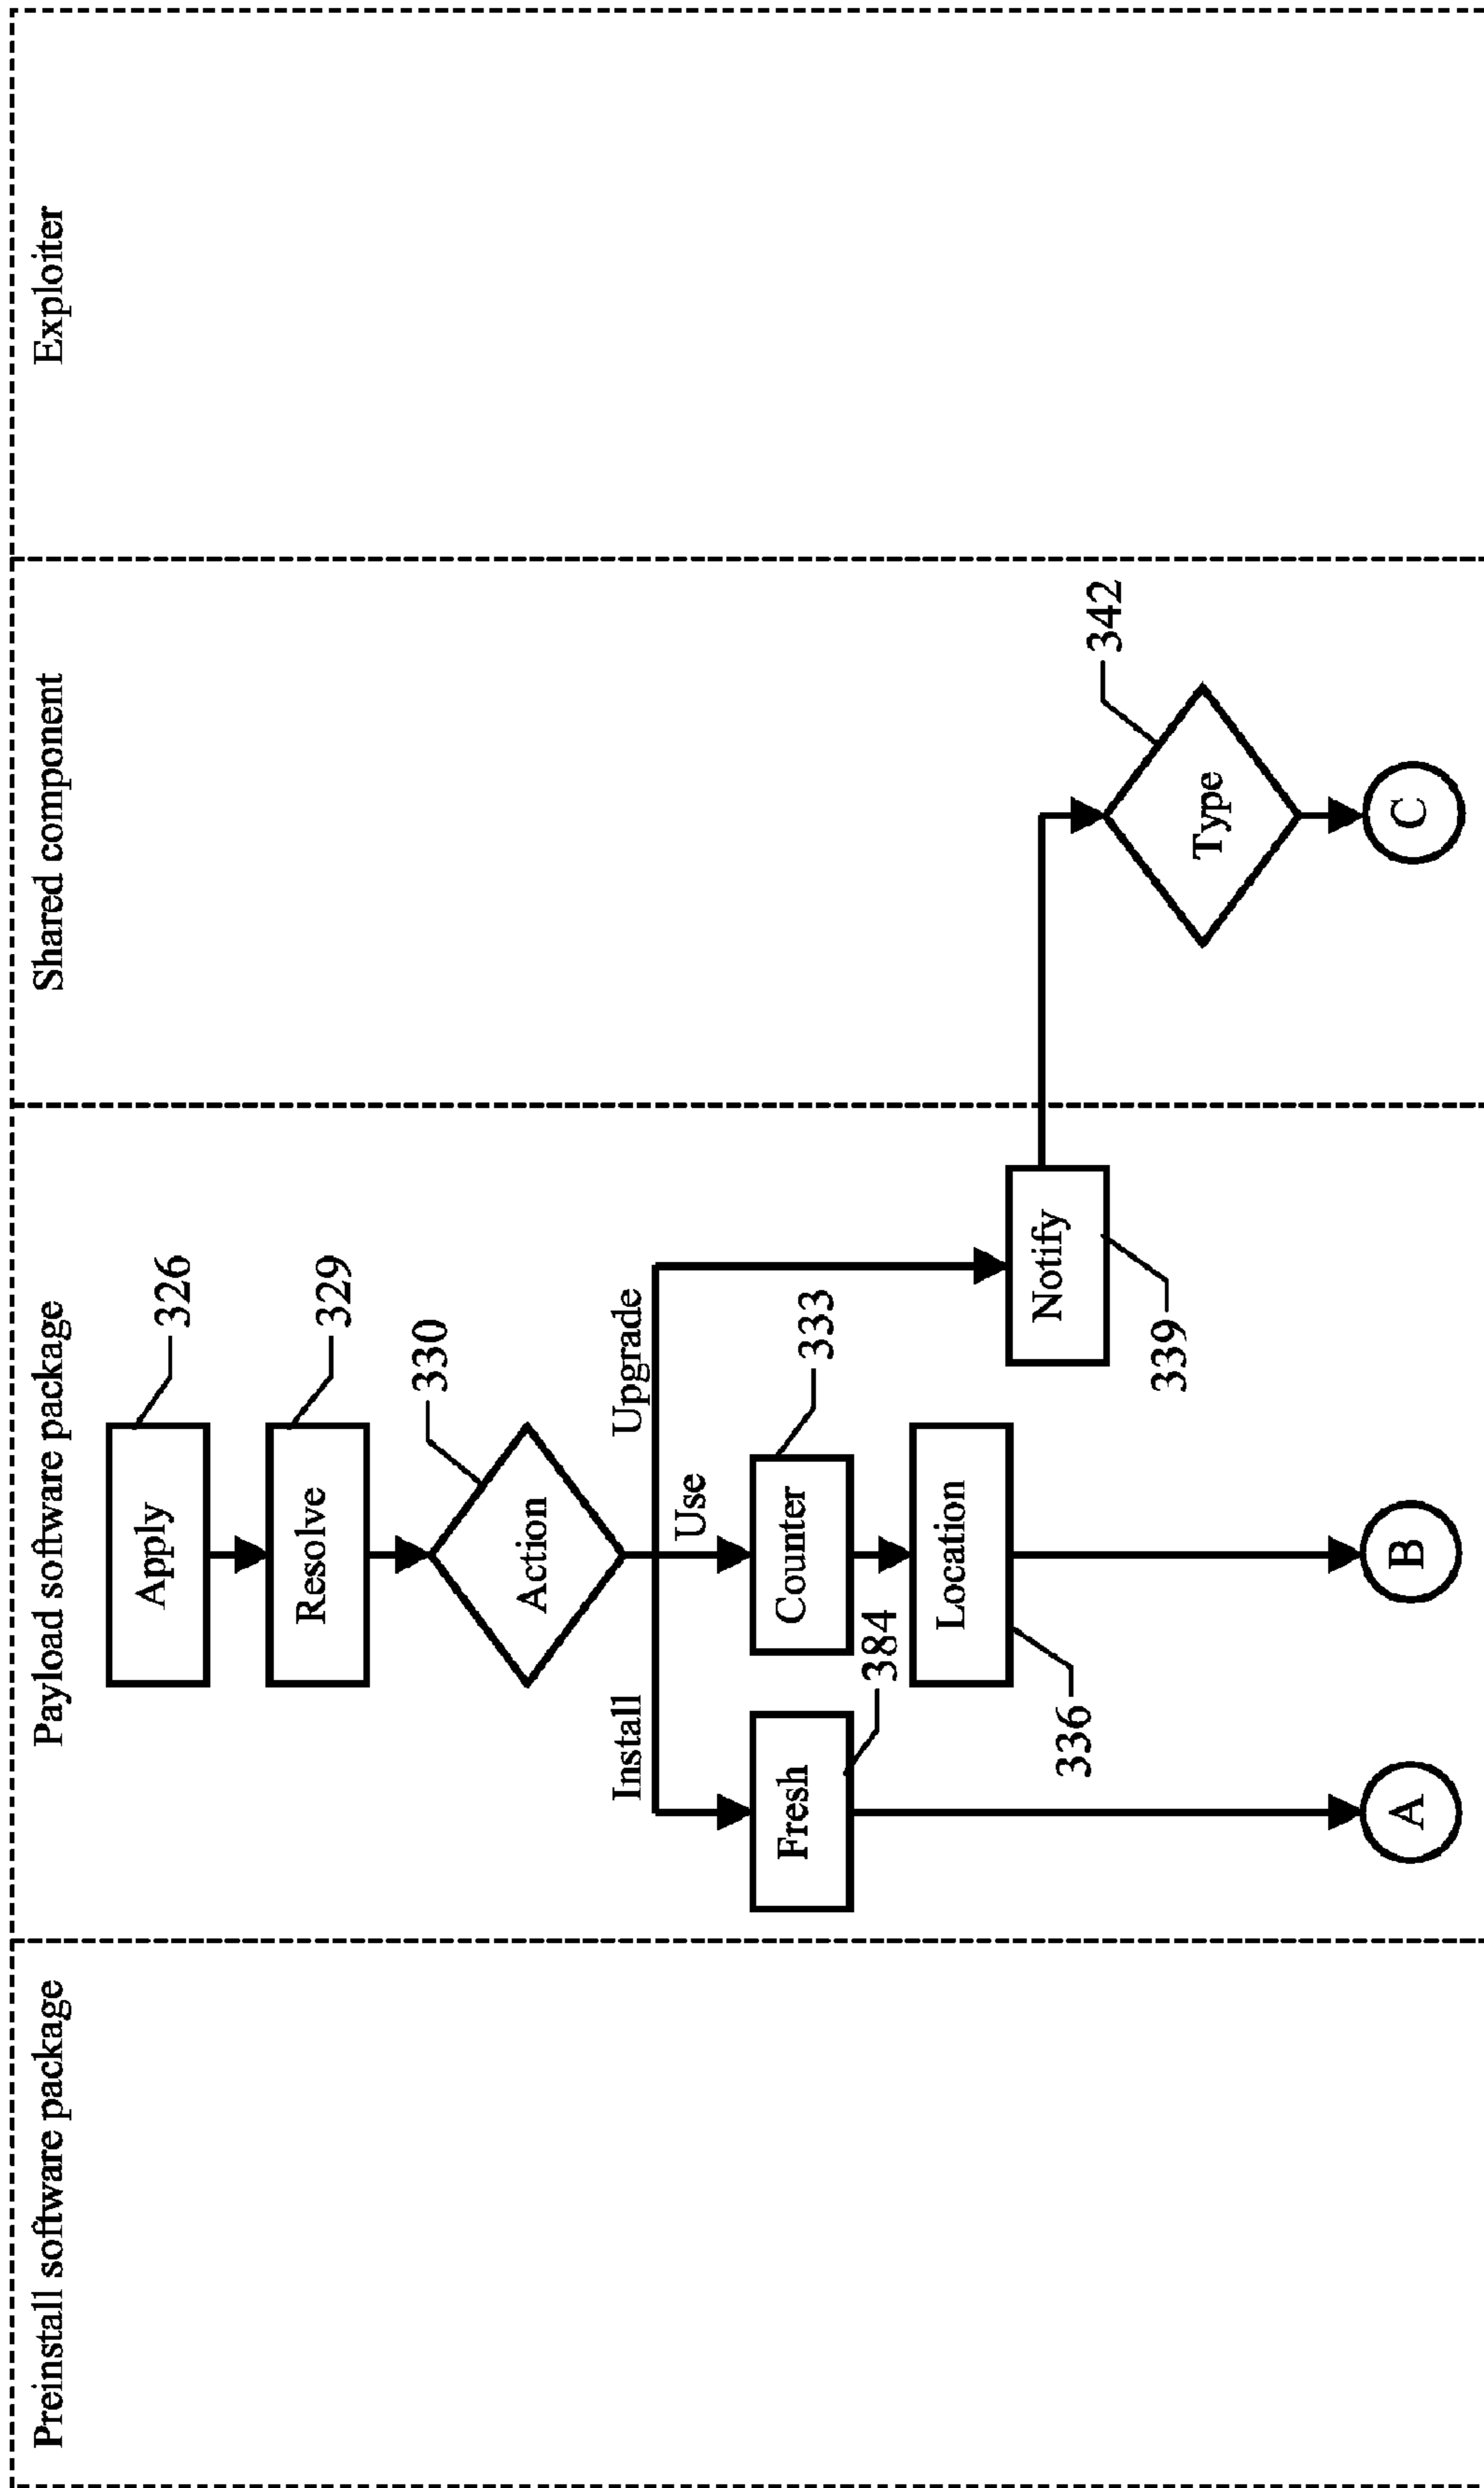 Preinstall software package
Payload software package
Shared component
Exploiter
Apply
326
Resolve
329
Action
330
Install
Use
Upgrade
Fresh
384
Counter
333
Location
336
Notify
339
Type
342
A
B
C